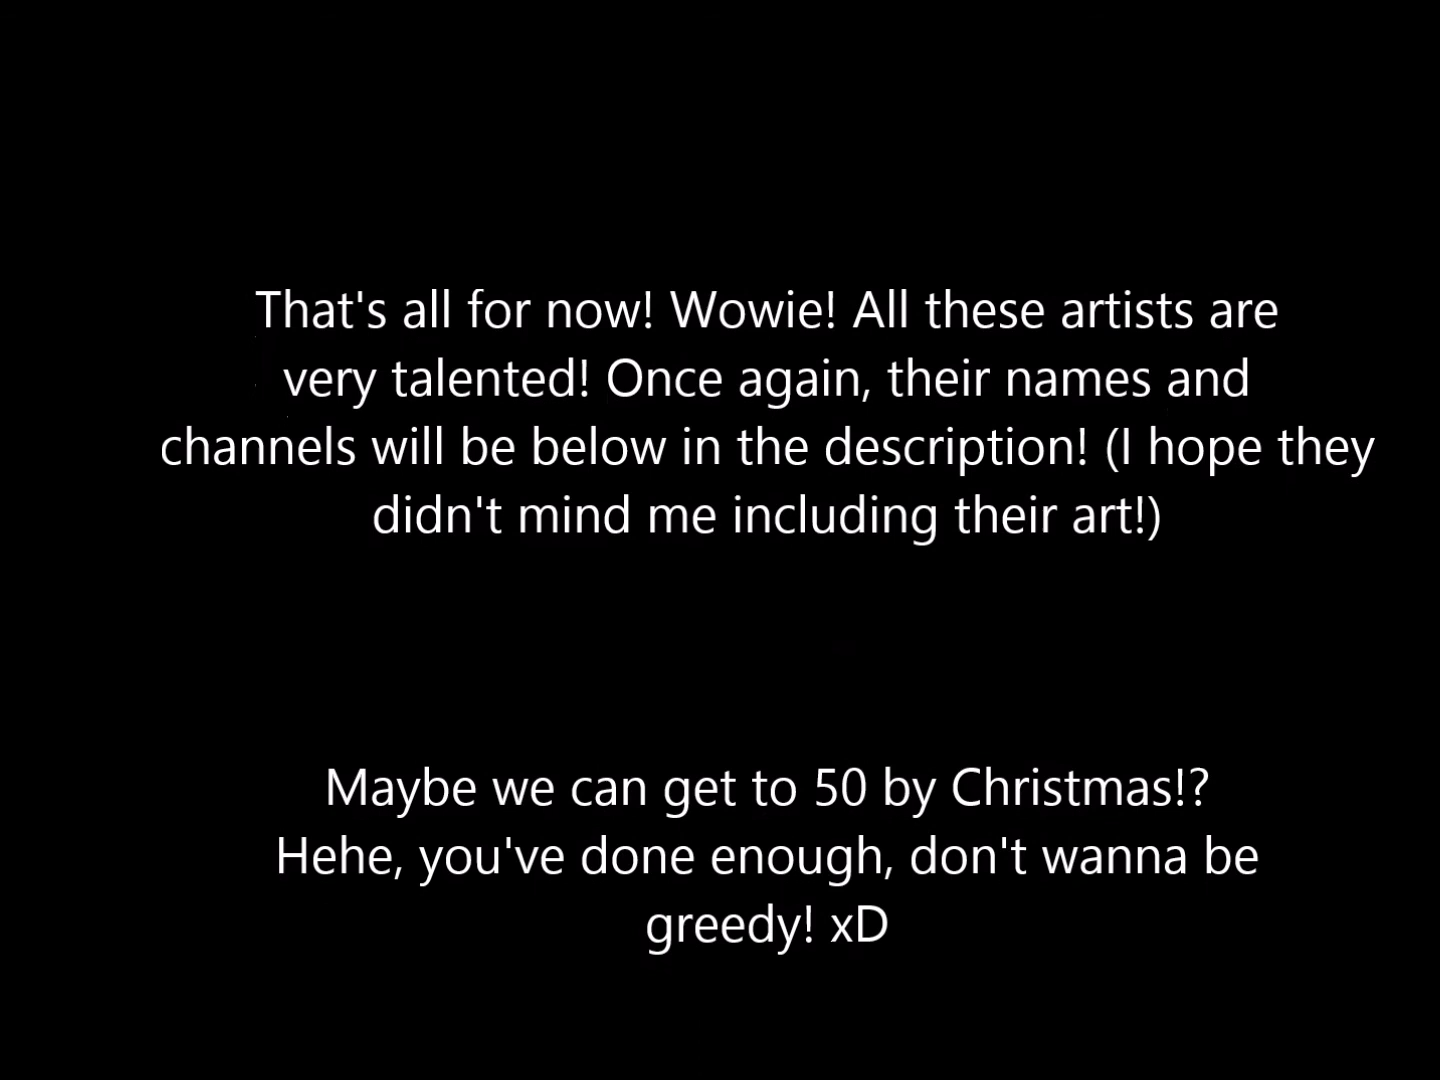 That's all for now! Wowie! All these artists are
very talented! Once again, their names and
channels will be below in the description! (I hope they
didn't mind me including their art!)
Maybe we can get to 50 by Christmas!?
Hehe, you've done enough, don't wanna be
greedy! xD